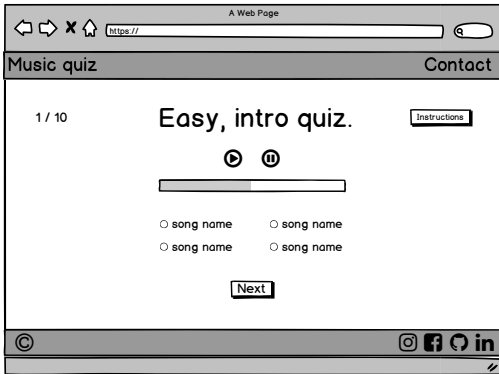 A Web Page
https://
Music quiz Contact
1 / 10 Easy, intro quiz. Instructions
song name song name
song name song name
Next
©